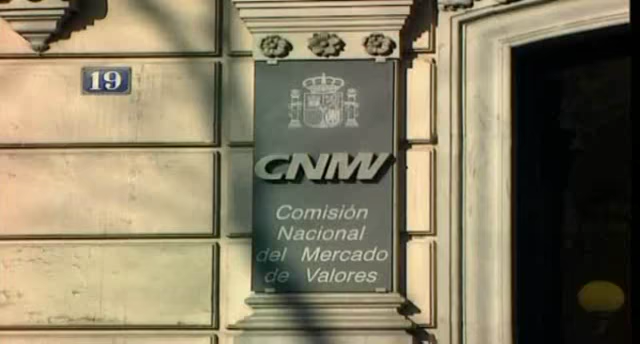 19
CNMV
Comisión
Nacional
del Mercado
de Valores